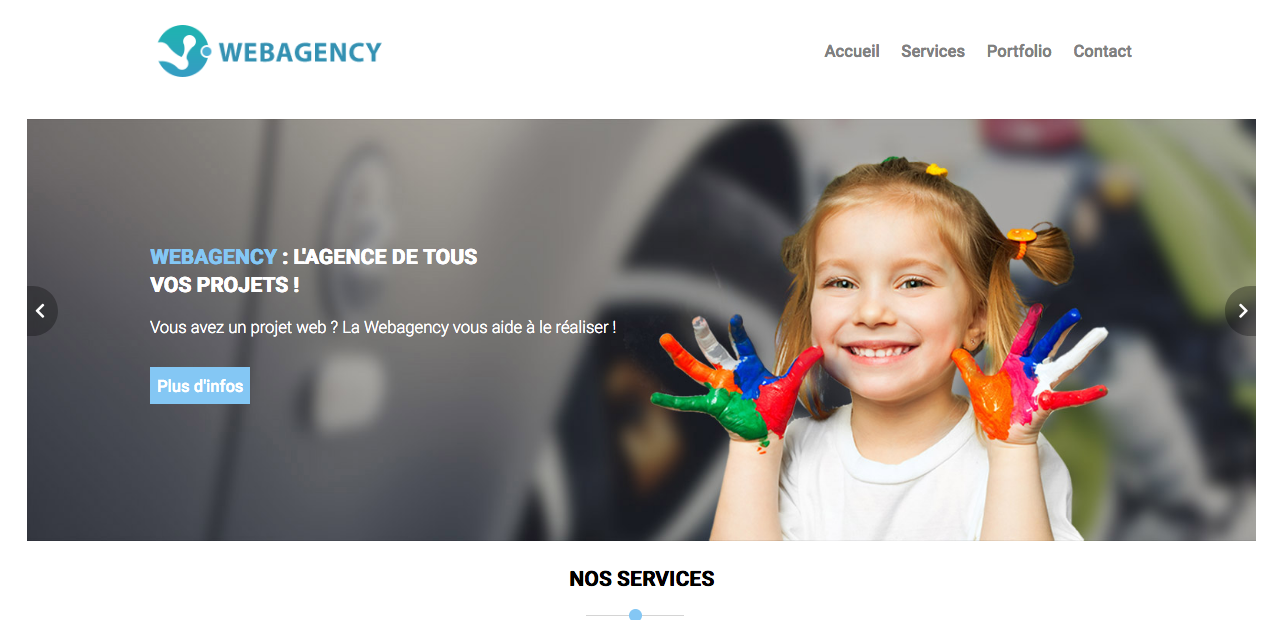 WEBAGENCY
Accueil Services Portfolio Contact
WEBAGENCY : L'AGENCE DE TOUS
VOS PROJETS !
Vous avez un projet web ? La Webagency vous aide à le réaliser !
Plus d'infos
NOS SERVICES